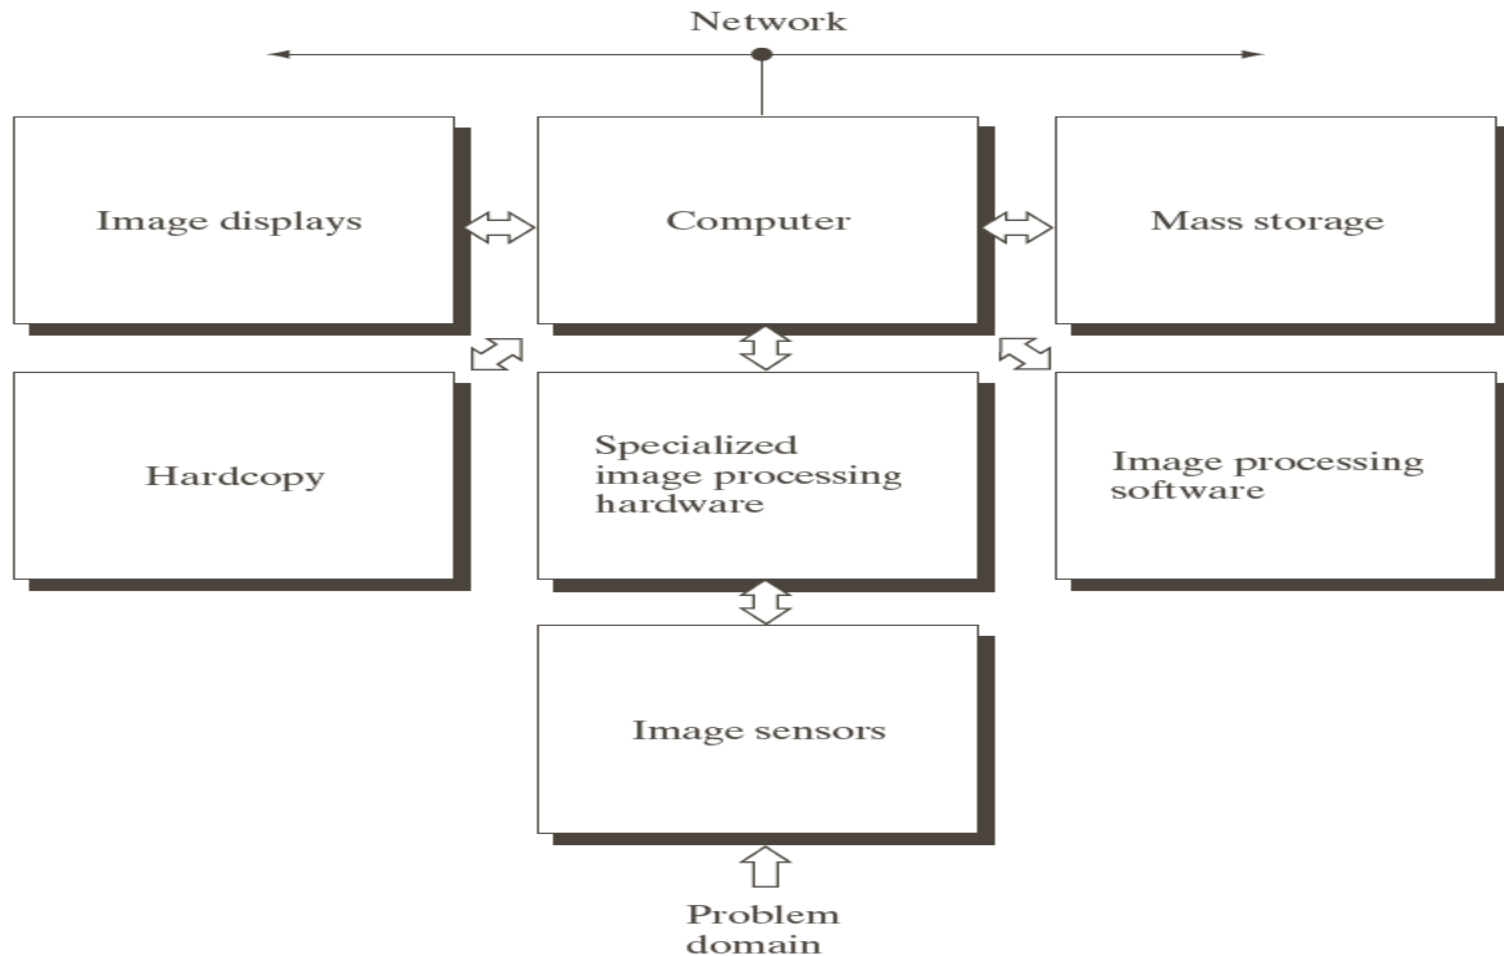 Network
Image displays
Computer
Mass storage
Hardcopy
Specialized
image processing
hardware
Image processing
software
Image sensors
Problem
domain